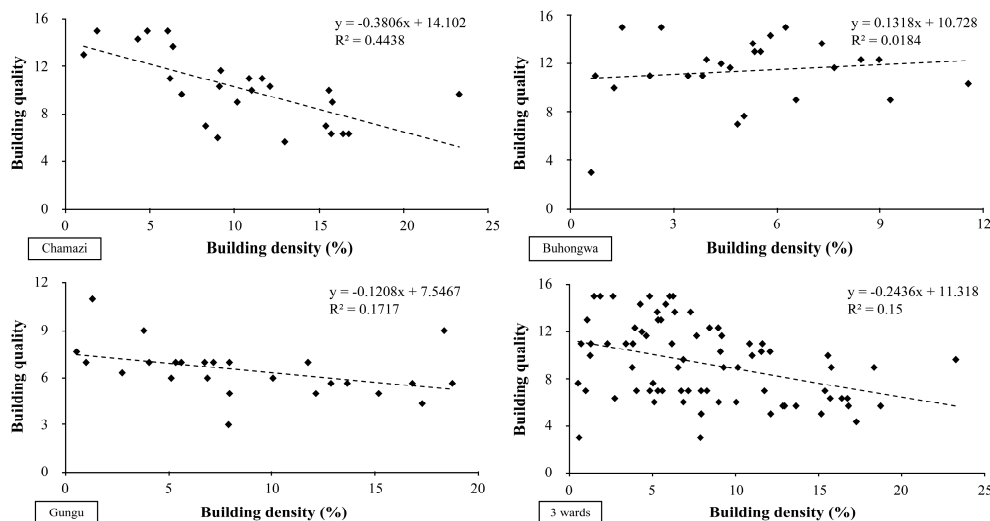 16
12
8
4
0
Building quality
y = -0.3806x + 14.102
R² = 0.4438
0
5
10
15
20
25
Building density (%)
Chamazi
16
12
8
4
0
Building quality
y = 0.1318x + 10.728
R² = 0.0184
0
3
6
9
12
Building density (%)
Buhongwa
12
9
6
3
0
Building quality
y = -0.1208x + 7.5467
R² = 0.1717
0
5
10
15
20
Building density (%)
Gungu
16
12
8
4
0
Building quality
y = -0.2436x + 11.318
R² = 0.15
0
5
10
15
20
25
Building density (%)
3 wards